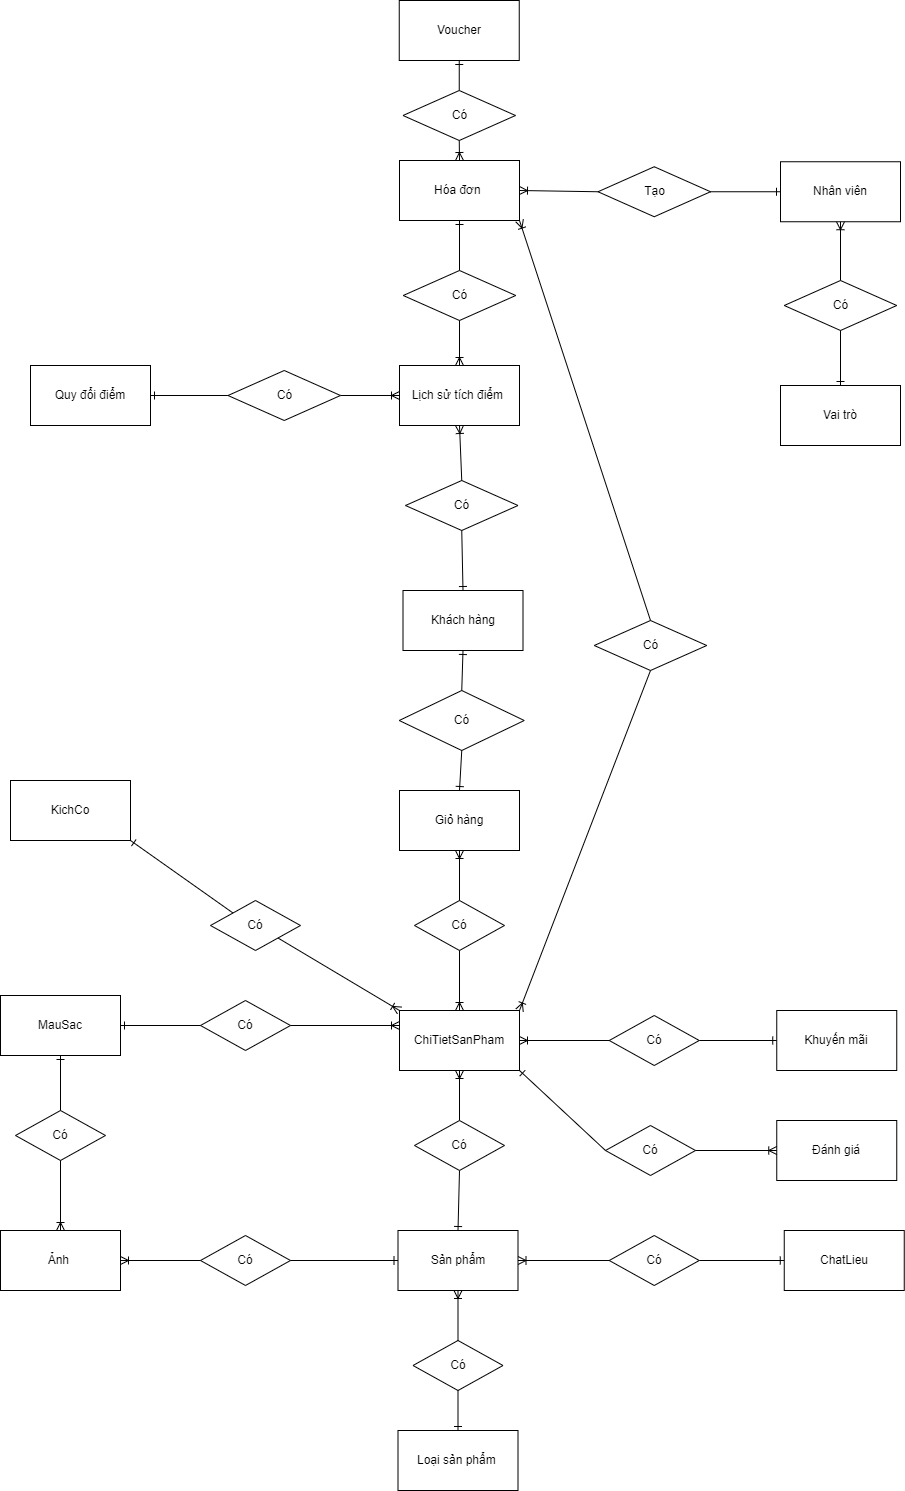 Voucher
Có
Hóa đơn
Tạo
Nhân viên
Có
Có
Quy đổi điểm
Có
Lịch sử tích điểm
Vai trò
Có
Khách hàng
Có
Có
KichCo
Giỏ hàng
Có
Có
MauSac
Có
ChiTietSanPham
Có
Khuyến mãi
Có
Có
Có
Đánh giá
Ảnh
Có
Sản phẩm
Có
ChatLieu
Có
Loại sản phẩm